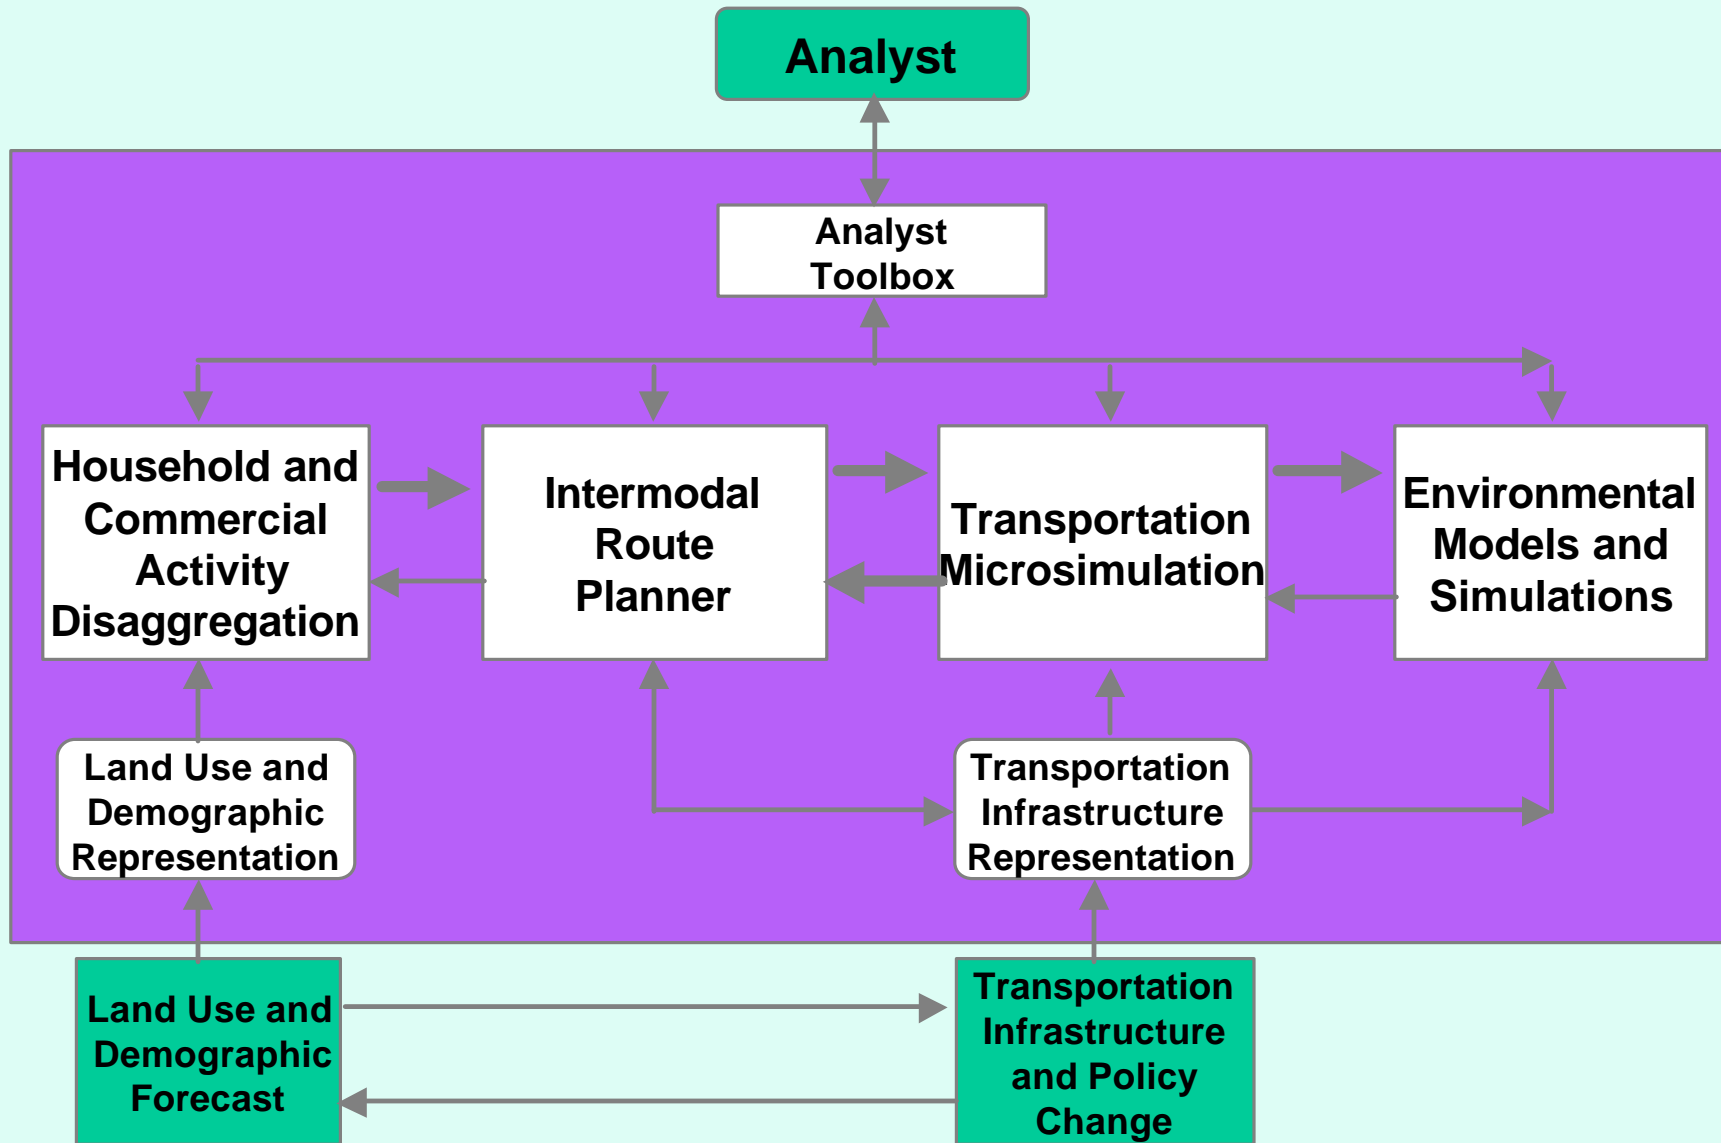 Analyst
Analyst
Toolbox
Household and
Commercial
Activity
Disaggregation
Intermodal
Route
Planner
Transportation
Microsimulation
Environmental
Models and
Simulations
Land Use and
Demographic
Representation
Transportation
Infrastructure
Representation
Land Use and
Demographic
Forecast
Transportation
Infrastructure
and Policy
Change